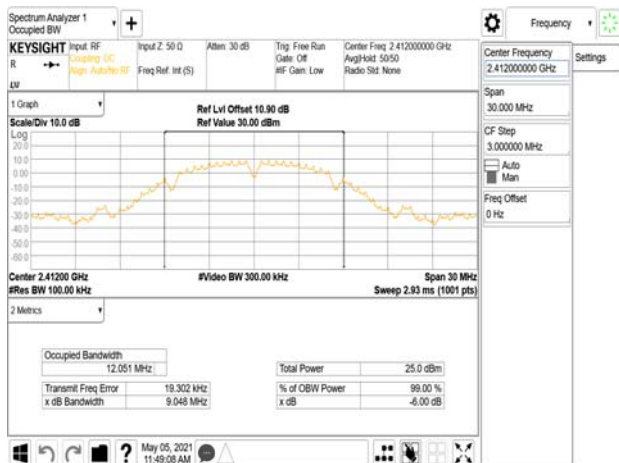 Spectrum Analyzer 1
Occupied BW
Frequency
KEYSIGHT
R
Input: RF
Coupling: DC
Align: Auto/No RF
Input Z: 50 Ω
Freq Ref: Int (S)
Atten: 30 dB
Trig: Free Run
Gate: Off
#IF Gain: Low
Center Freq: 2.412000000 GHz
Avg|Hold: 50/50
Radio Std: None
Center Frequency
2.412000000 GHz
Settings
Span
30.000 MHz
CF Step
3.000000 MHz
Auto
Man
Freq Offset
0 Hz
1 Graph
Scale/Div 10.0 dB
Ref Lvl Offset 10.90 dB
Ref Value 30.00 dBm
Log
20.0
10.0
0.00
-10.0
-20.0
-30.0
-40.0
-50.0
-60.0
Center 2.41200 GHz
#Res BW 100.00 kHz
#Video BW 300.00 kHz
Span 30 MHz
Sweep 2.93 ms (1001 pts)
2 Metrics
Occupied Bandwidth
12.051 MHz
Transmit Freq Error 19.302 kHz
x dB Bandwidth 9.048 MHz
Total Power 25.0 dBm
% of OBW Power 99.00 %
x dB -6.00 dB
?
May 05, 2021
11:49:08 AM